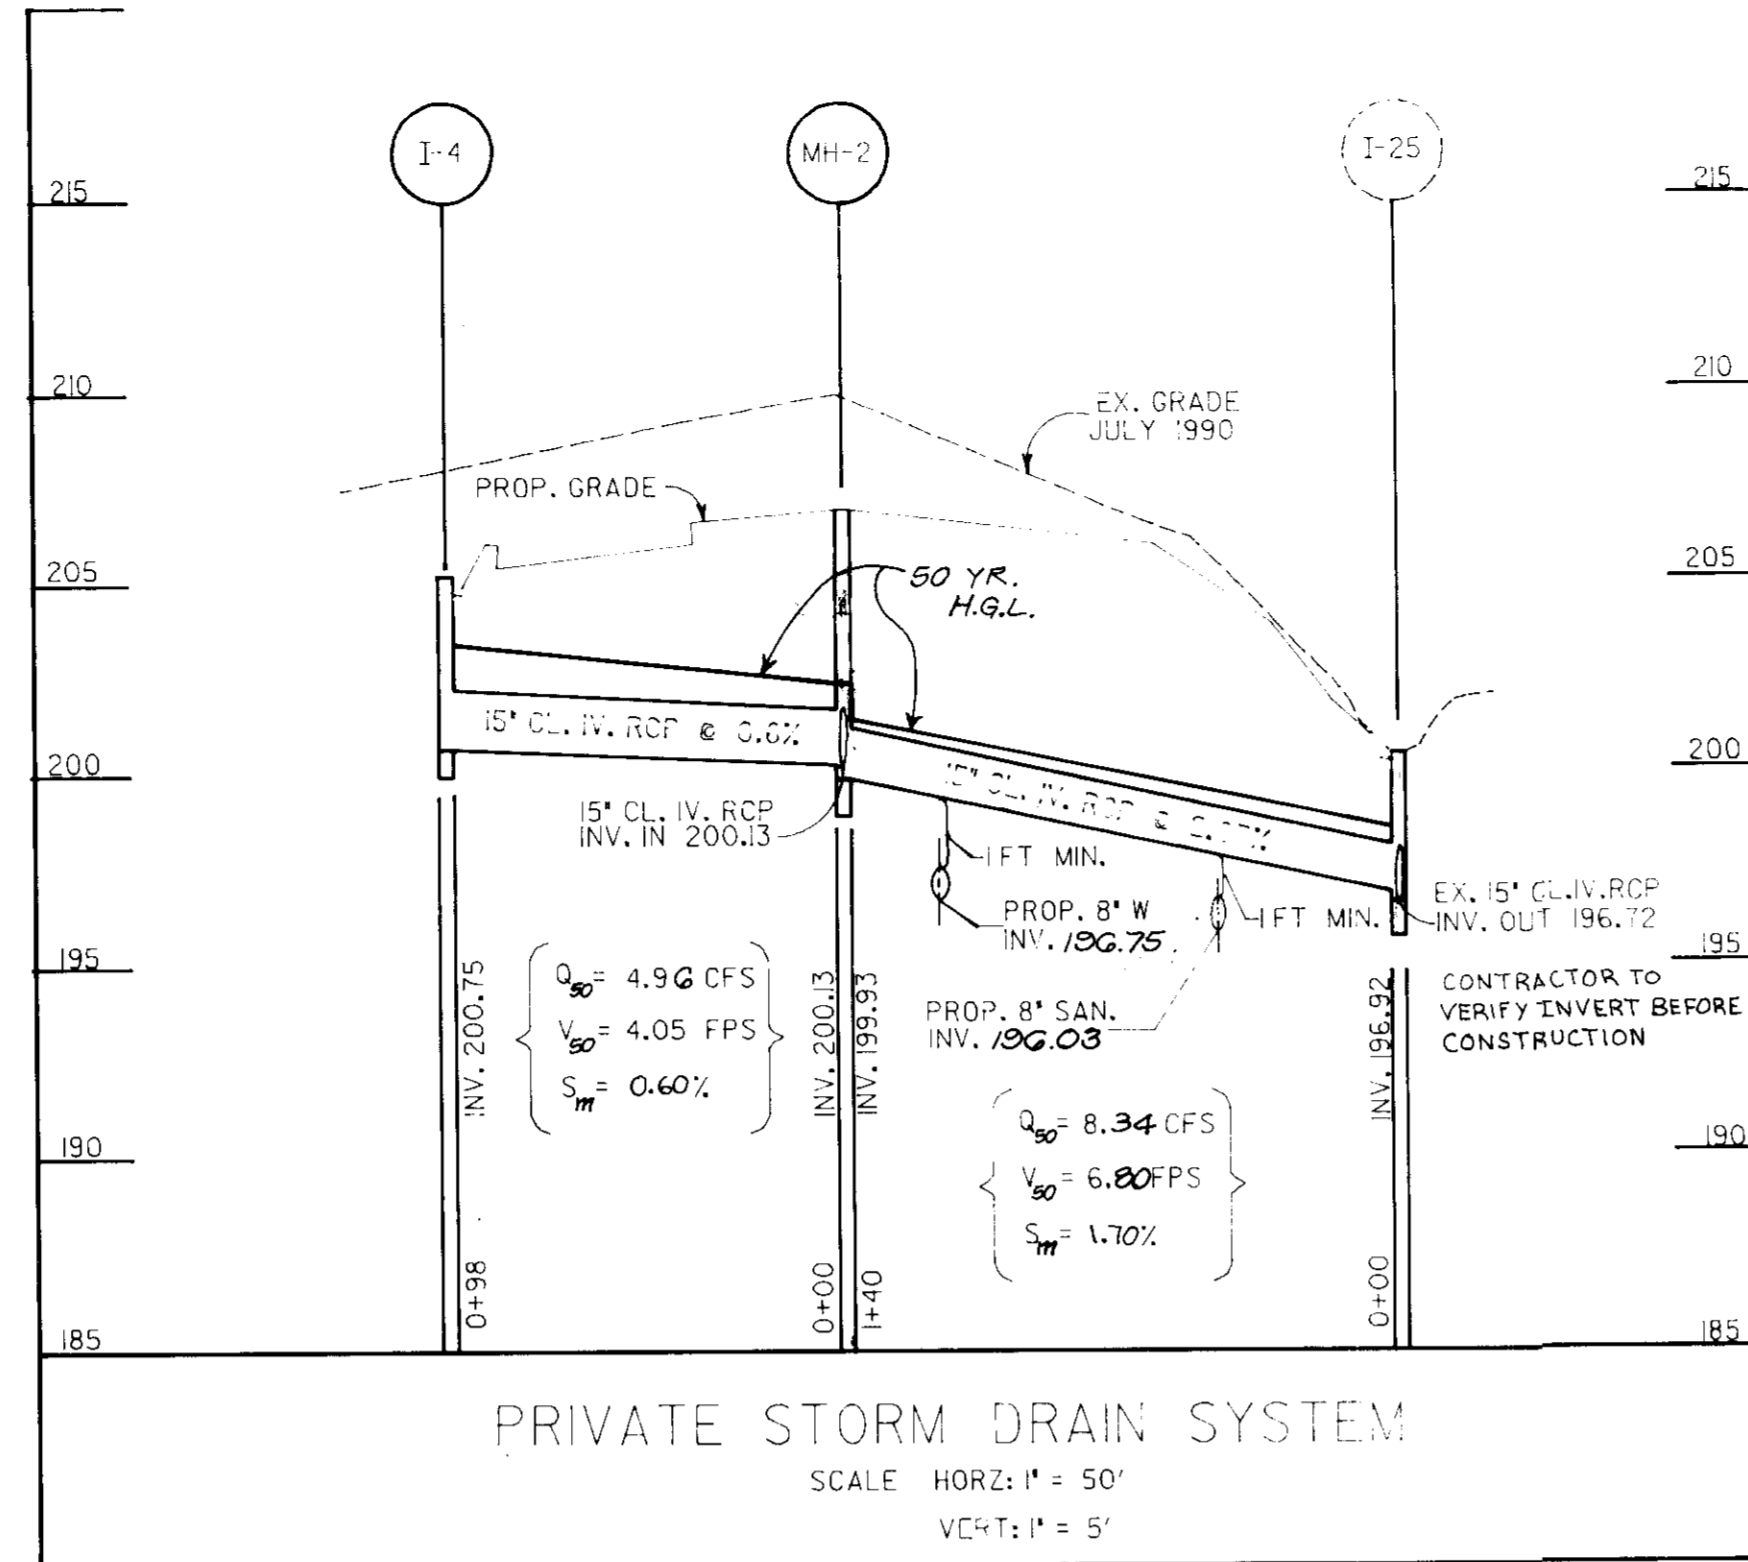 I-4
MH-2
I-25
215
215
210
210
EX. GRADE
JULY 1990
PROP. GRADE
205
205
50 YR.
H.G.L.
15" CL. IV. RCP @ 0.6%
200
200
15" CL. IV. RCP @
15" CL. IV. RCP
INV. IN 200.13
1 FT MIN.
PROP. 8" W
INV. 196.75
1 FT MIN.
EX. 15" CL.IV.RCP
INV. OUT 196.72
195
195
CONTRACTOR TO
VERIFY INVERT BEFORE
CONSTRUCTION
PROP. 8" SAN.
INV. 196.03
INV. 200.75
Q50= 4.96 CFS
V50= 4.05 FPS
Sm= 0.60%
INV. 200.13
INV. 199.93
INV. 196.92
Q50= 8.34 CFS
V50= 6.80FPS
Sm= 1.70%
190
190
0+98
0+00
1+40
0+00
185
185
PRIVATE STORM DRAIN SYSTEM
SCALE HORZ: 1" = 50'
VERT: 1" = 5'